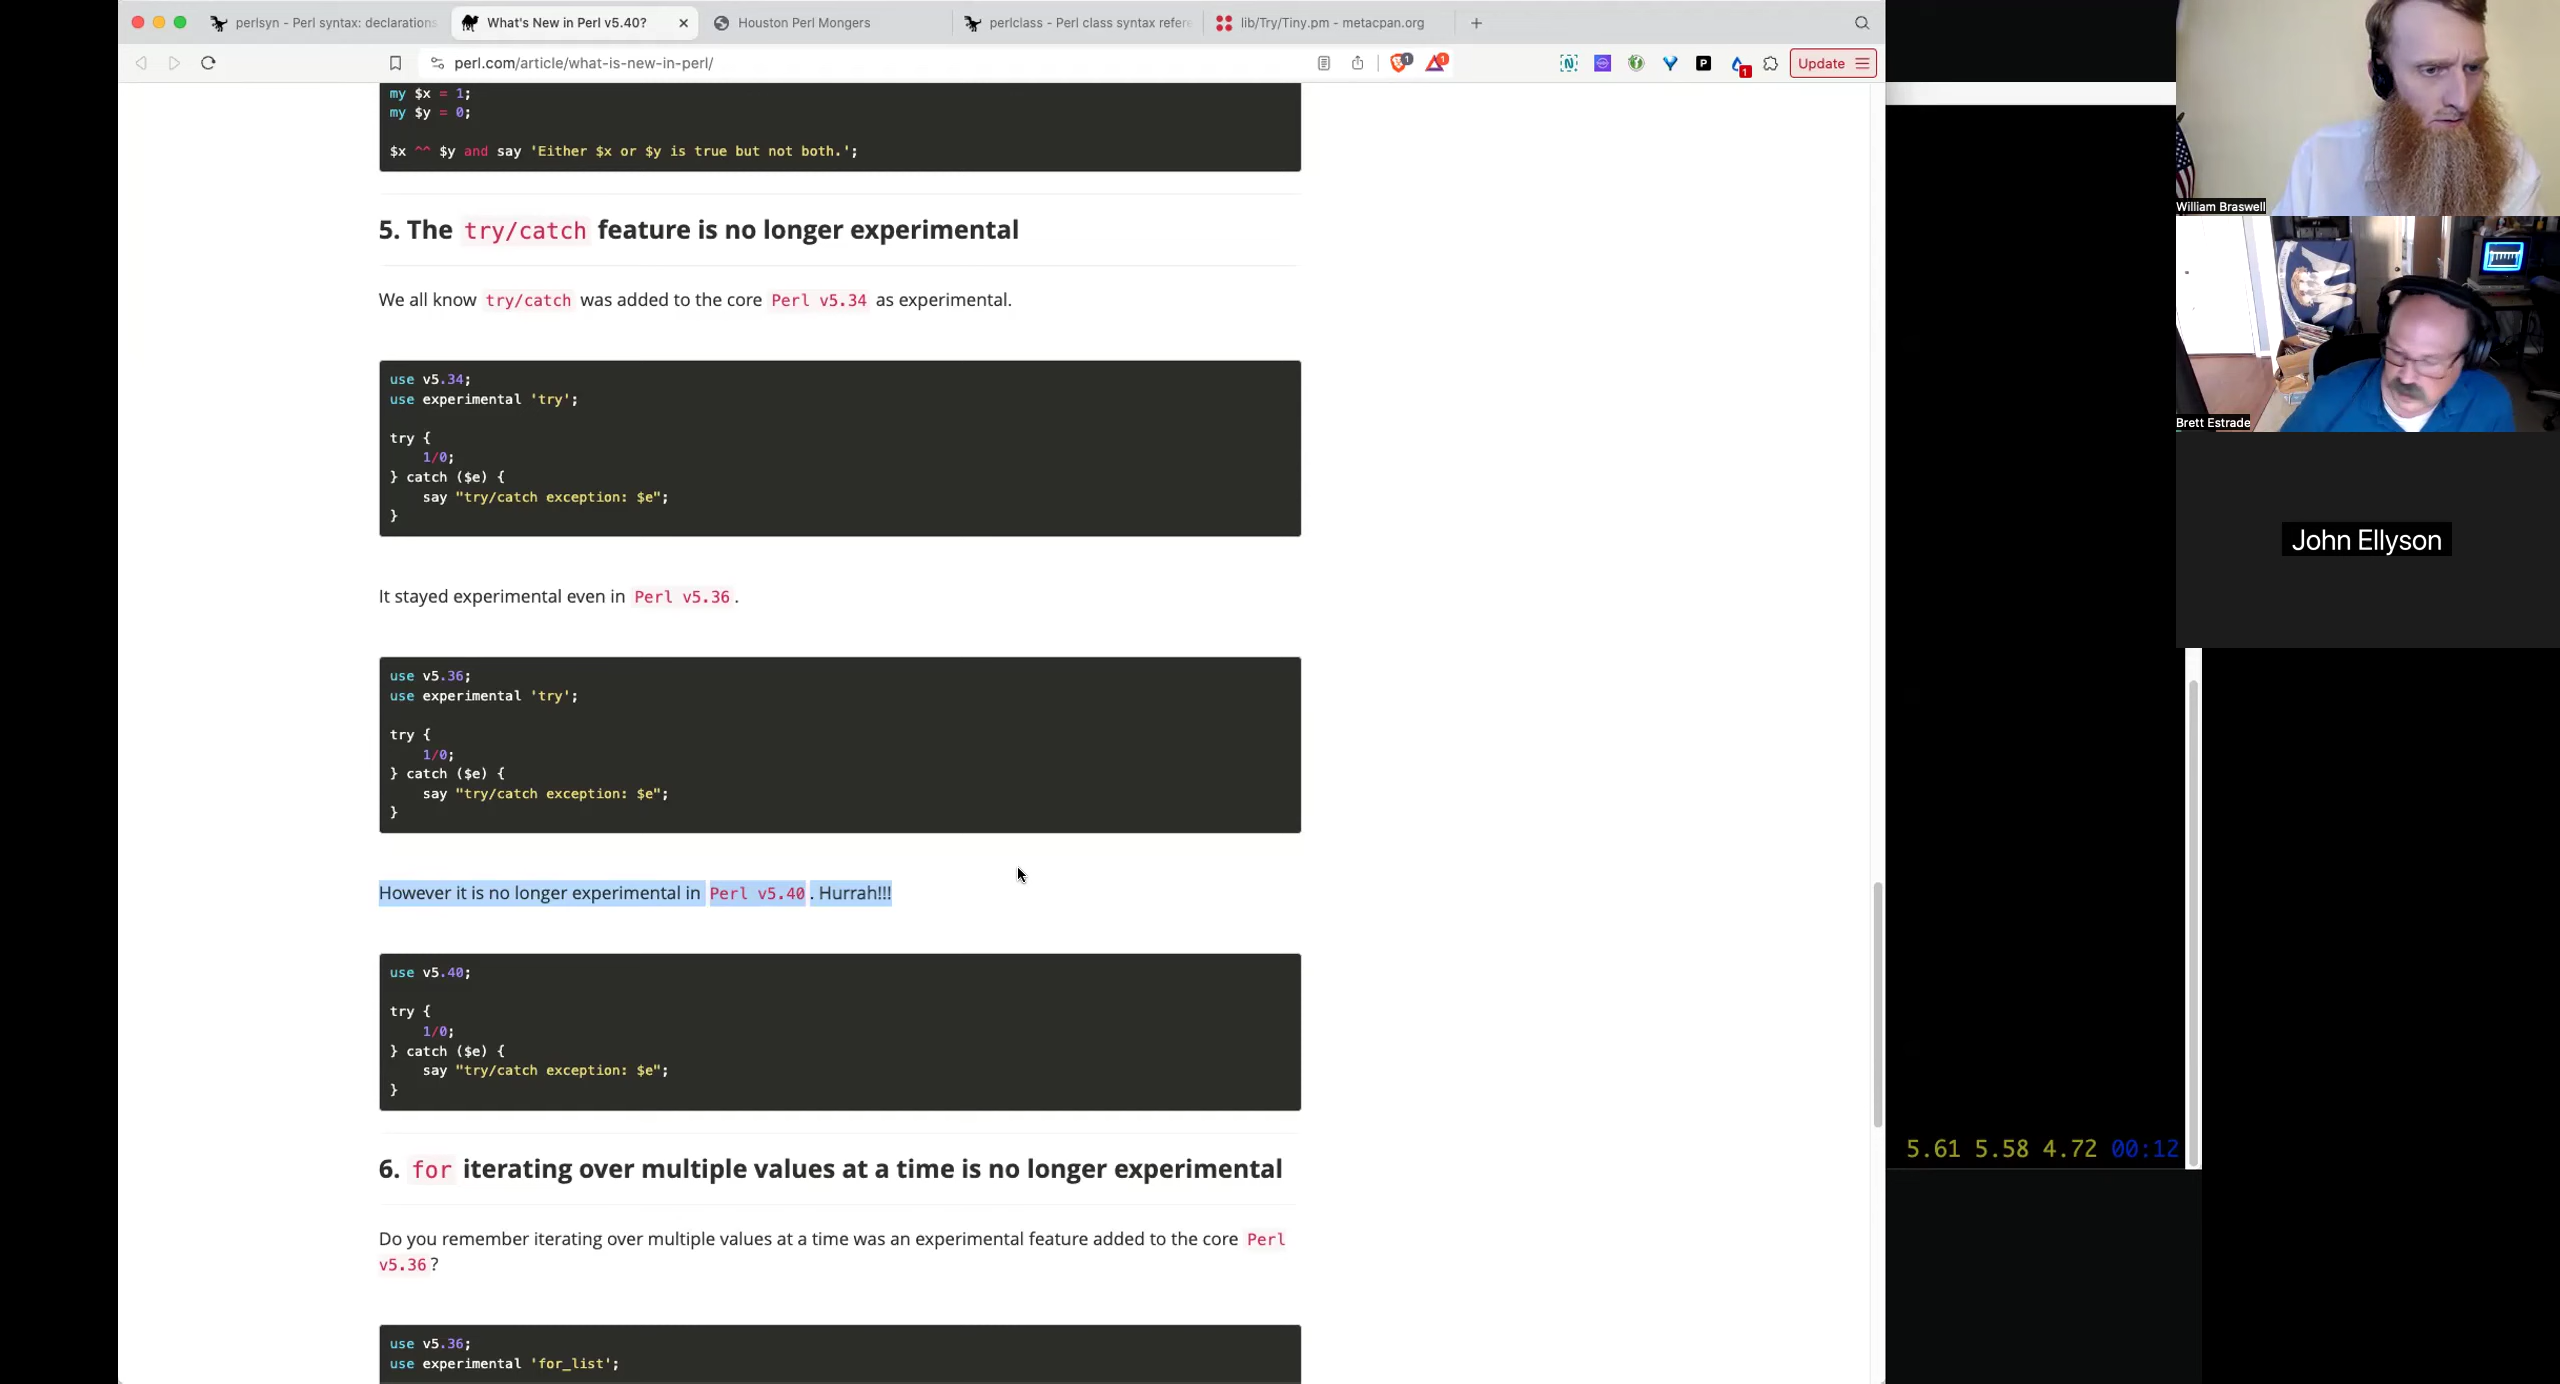 perlsyn - Perl syntax: declarations
What's New in Perl v5.40?
Houston Perl Mongers
perlclass - Perl class syntax refere
lib/Try/Tiny.pm - metacpan.org
perl.com/article/what-is-new-in-perl/
1
1
N
P
1
Update
my $x = 1;
my $y = 0;
$x ^^ $y and say 'Either $x or $y is true but not both.';
5. The try/catch feature is no longer experimental
We all know try/catch was added to the core Perl v5.34 as experimental.
use v5.34;
use experimental 'try';
try {
1/0;
} catch ($e) {
say "try/catch exception: $e";
}
It stayed experimental even in Perl v5.36.
use v5.36;
use experimental 'try';
try {
1/0;
} catch ($e) {
say "try/catch exception: $e";
}
However it is no longer experimental in Perl v5.40. Hurrah!!!
use v5.40;
try {
1/0;
} catch ($e) {
say "try/catch exception: $e";
}
6. for iterating over multiple values at a time is no longer experimental
Do you remember iterating over multiple values at a time was an experimental feature added to the core Perl
v5.36?
use v5.36;
use experimental 'for_list';
William Braswell
Brett Estrade
John Ellyson
5.61 5.58 4.72 00:12